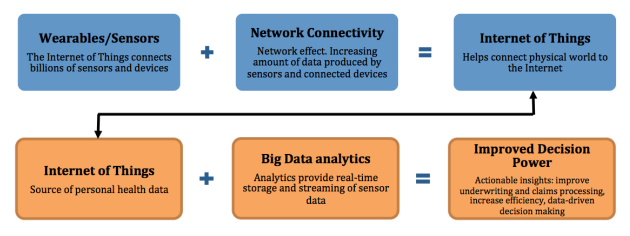 Wearables/Sensors
The Internet of Things connects
billions of sensors and devices
+
Network Connectivity
Network effect. Increasing
amount of data produced by
sensors and connected devices
=
Internet of Things
Helps connect physical world to
the Internet
Internet of Things
Source of personal health data
+
Big Data analytics
Analytics provide real-time
storage and streaming of sensor
data
=
Improved Decision
Power
Actionable insights: improve
underwriting and claims processing,
increase efficiency, data-driven
decision making